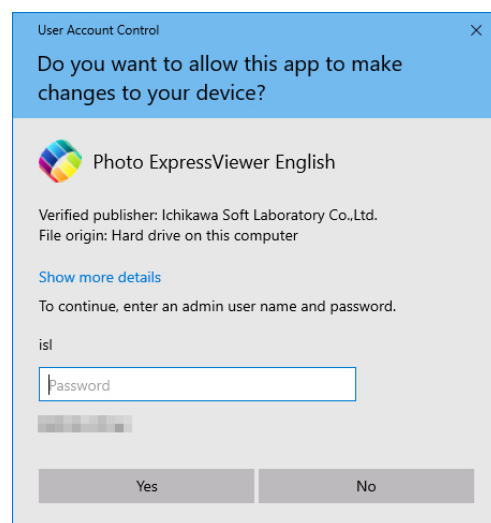 User Account Control
Do you want to allow this app to make
changes to your device?
Photo ExpressViewer English
Verified publisher: Ichikawa Soft Laboratory Co.,Ltd.
File origin: Hard drive on this computer
Show more details
To continue, enter an admin user name and password.
isl
Password
Yes
No